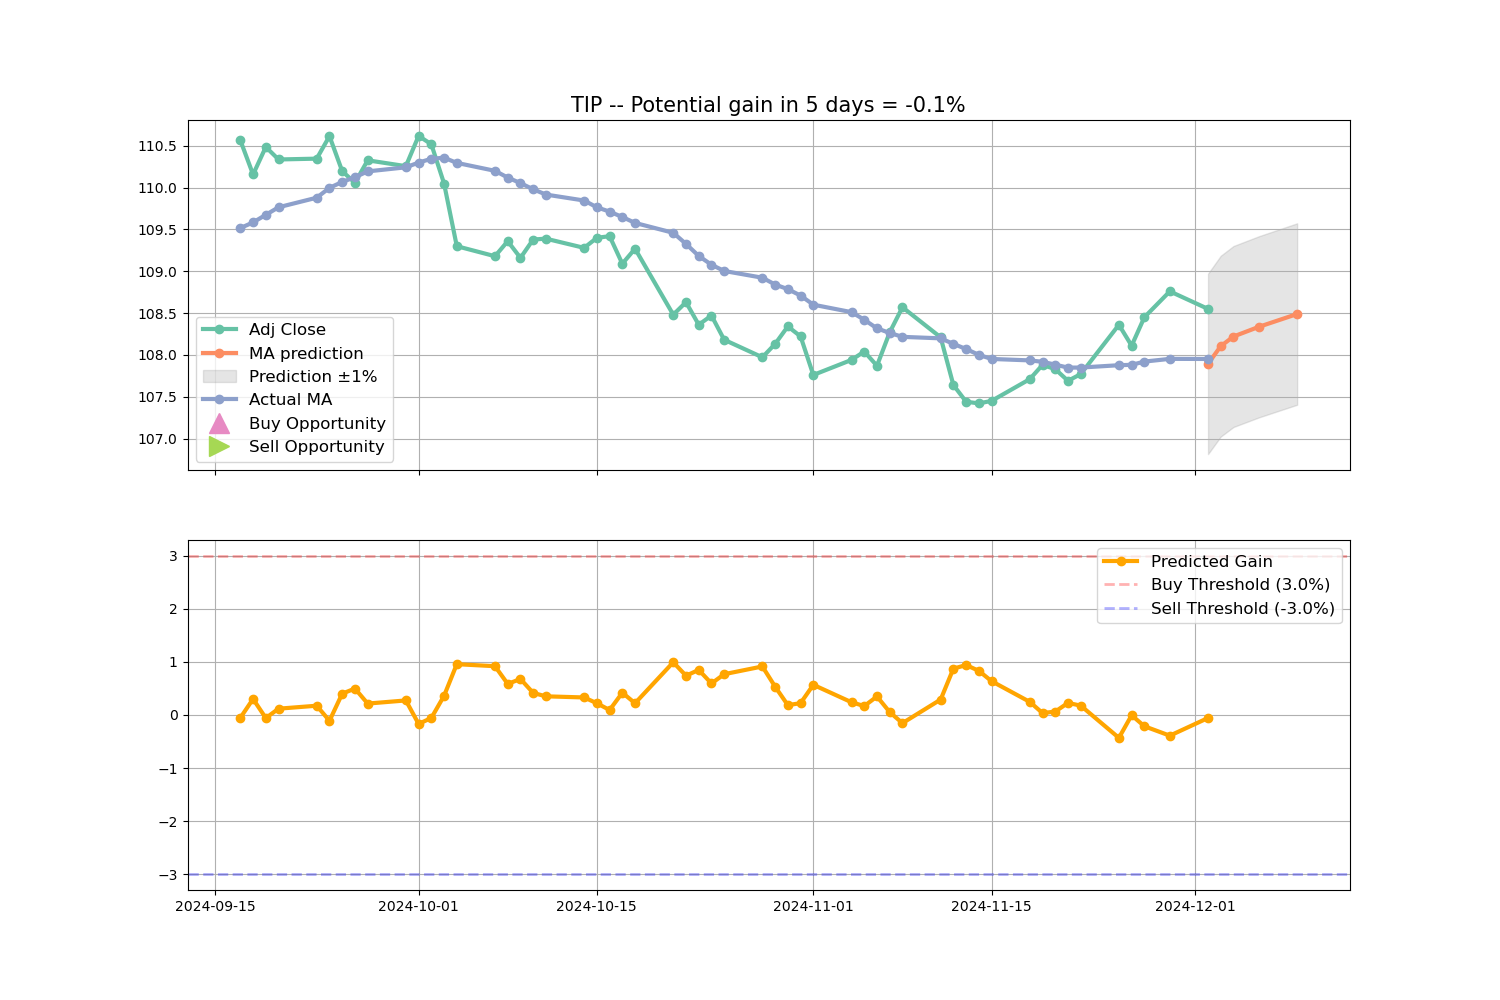 TIP -- Potential gain in 5 days = -0.1%
110.5
110.0
109.5
109.0
108.5
108.0
107.5
107.0
Adj Close
MA prediction
Prediction ±1%
Actual MA
Buy Opportunity
Sell Opportunity
3
2
1
0
−1
−2
−3
Predicted Gain
Buy Threshold (3.0%)
Sell Threshold (-3.0%)
2024-09-15
2024-10-01
2024-10-15
2024-11-01
2024-11-15
2024-12-01